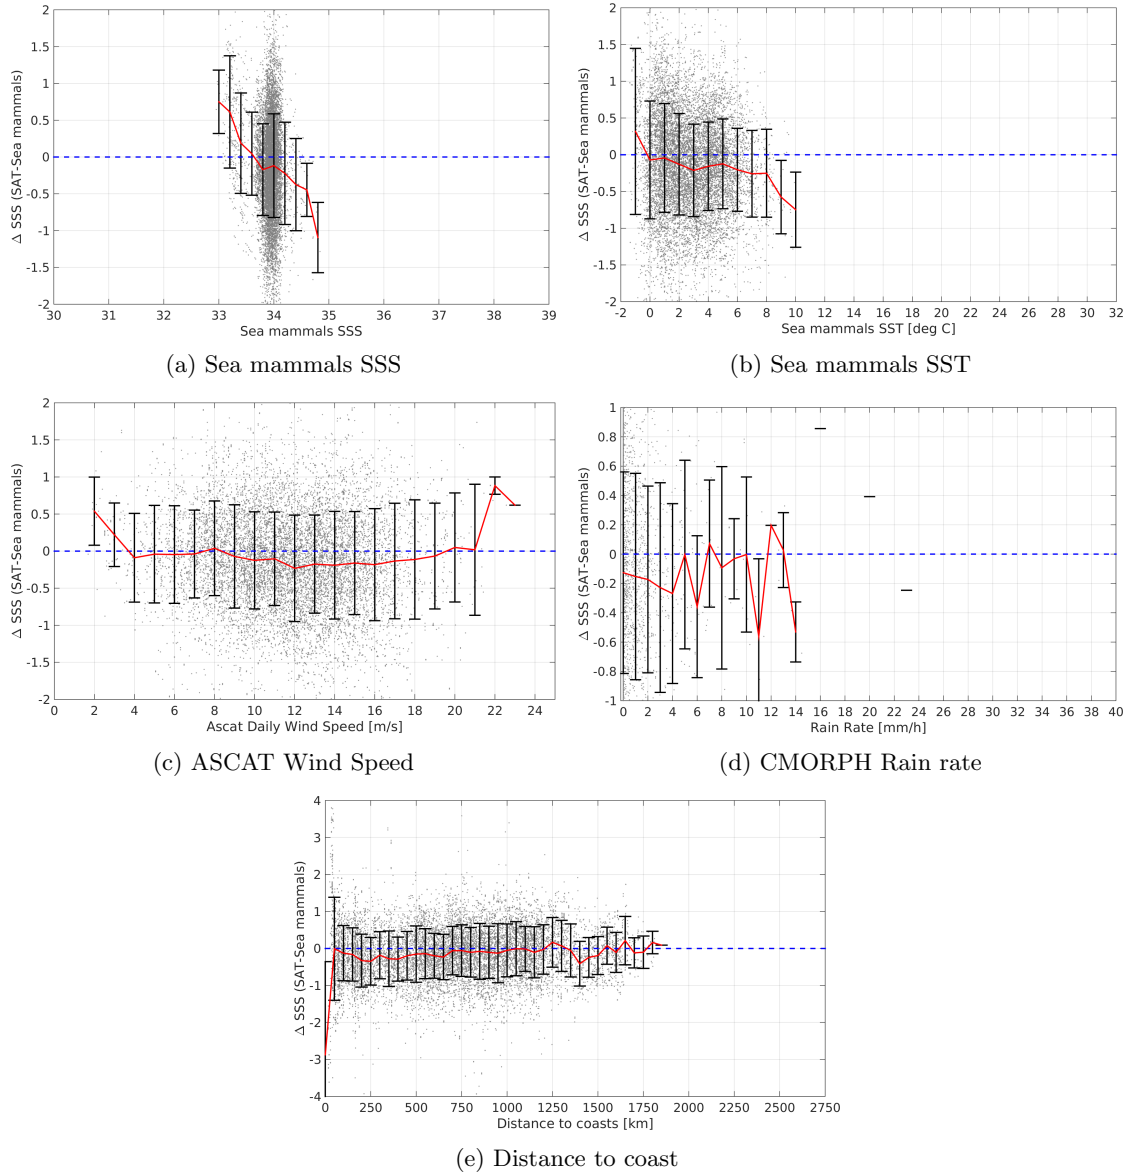 2
1.5
1
0.5
0
-0.5
-1
-1.5
-2
Δ SSS (SAT-Sea mammals)
30 31 32 33 34 35 36 37 38 39
Sea mammals SSS
(a) Sea mammals SSS
2
1.5
1
0.5
0
-0.5
-1
-1.5
-2
Δ SSS (SAT-Sea mammals)
-2 0 2 4 6 8 10 12 14 16 18 20 22 24 26 28 30 32
Sea mammals SST [deg C]
(b) Sea mammals SST
2
1.5
1
0.5
0
-0.5
-1
-1.5
-2
Δ SSS (SAT-Sea mammals)
0 2 4 6 8 10 12 14 16 18 20 22 24
Ascat Daily Wind Speed [m/s]
(c) ASCAT Wind Speed
1
0.8
0.6
0.4
0.2
0
-0.2
-0.4
-0.6
-0.8
-1
Δ SSS (SAT-Sea mammals)
0 2 4 6 8 10 12 14 16 18 20 22 24 26 28 30 32 34 36 38 40
Rain Rate [mm/h]
(d) CMORPH Rain rate
4
3
2
1
0
-1
-2
-3
-4
Δ SSS (SAT-Sea mammals)
0 250 500 750 1000 1250 1500 1750 2000 2250 2500 2750
Distance to coasts [km]
(e) Distance to coast